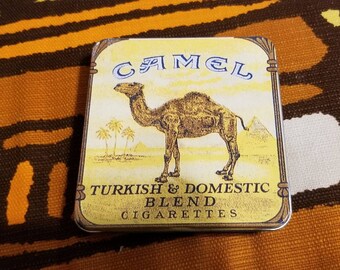 CAMEL
TURKISH & DOMESTIC
BLEND
CIGARETTES